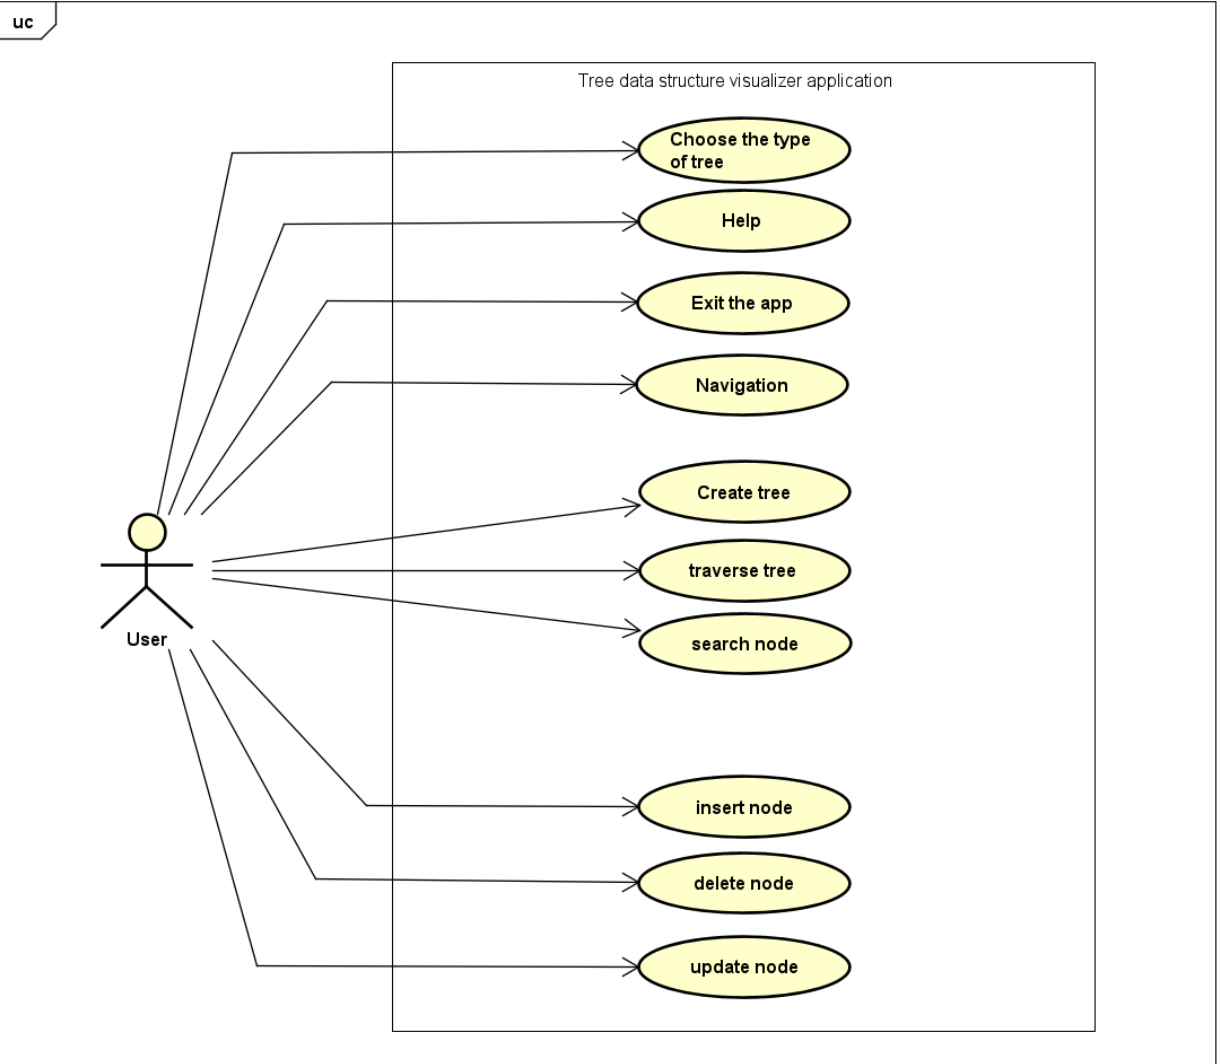 uc
Tree data structure visualizer application
Choose the type
of tree
Help
Exit the app
Navigation
Create tree
traverse tree
search node
User
insert node
delete node
update node